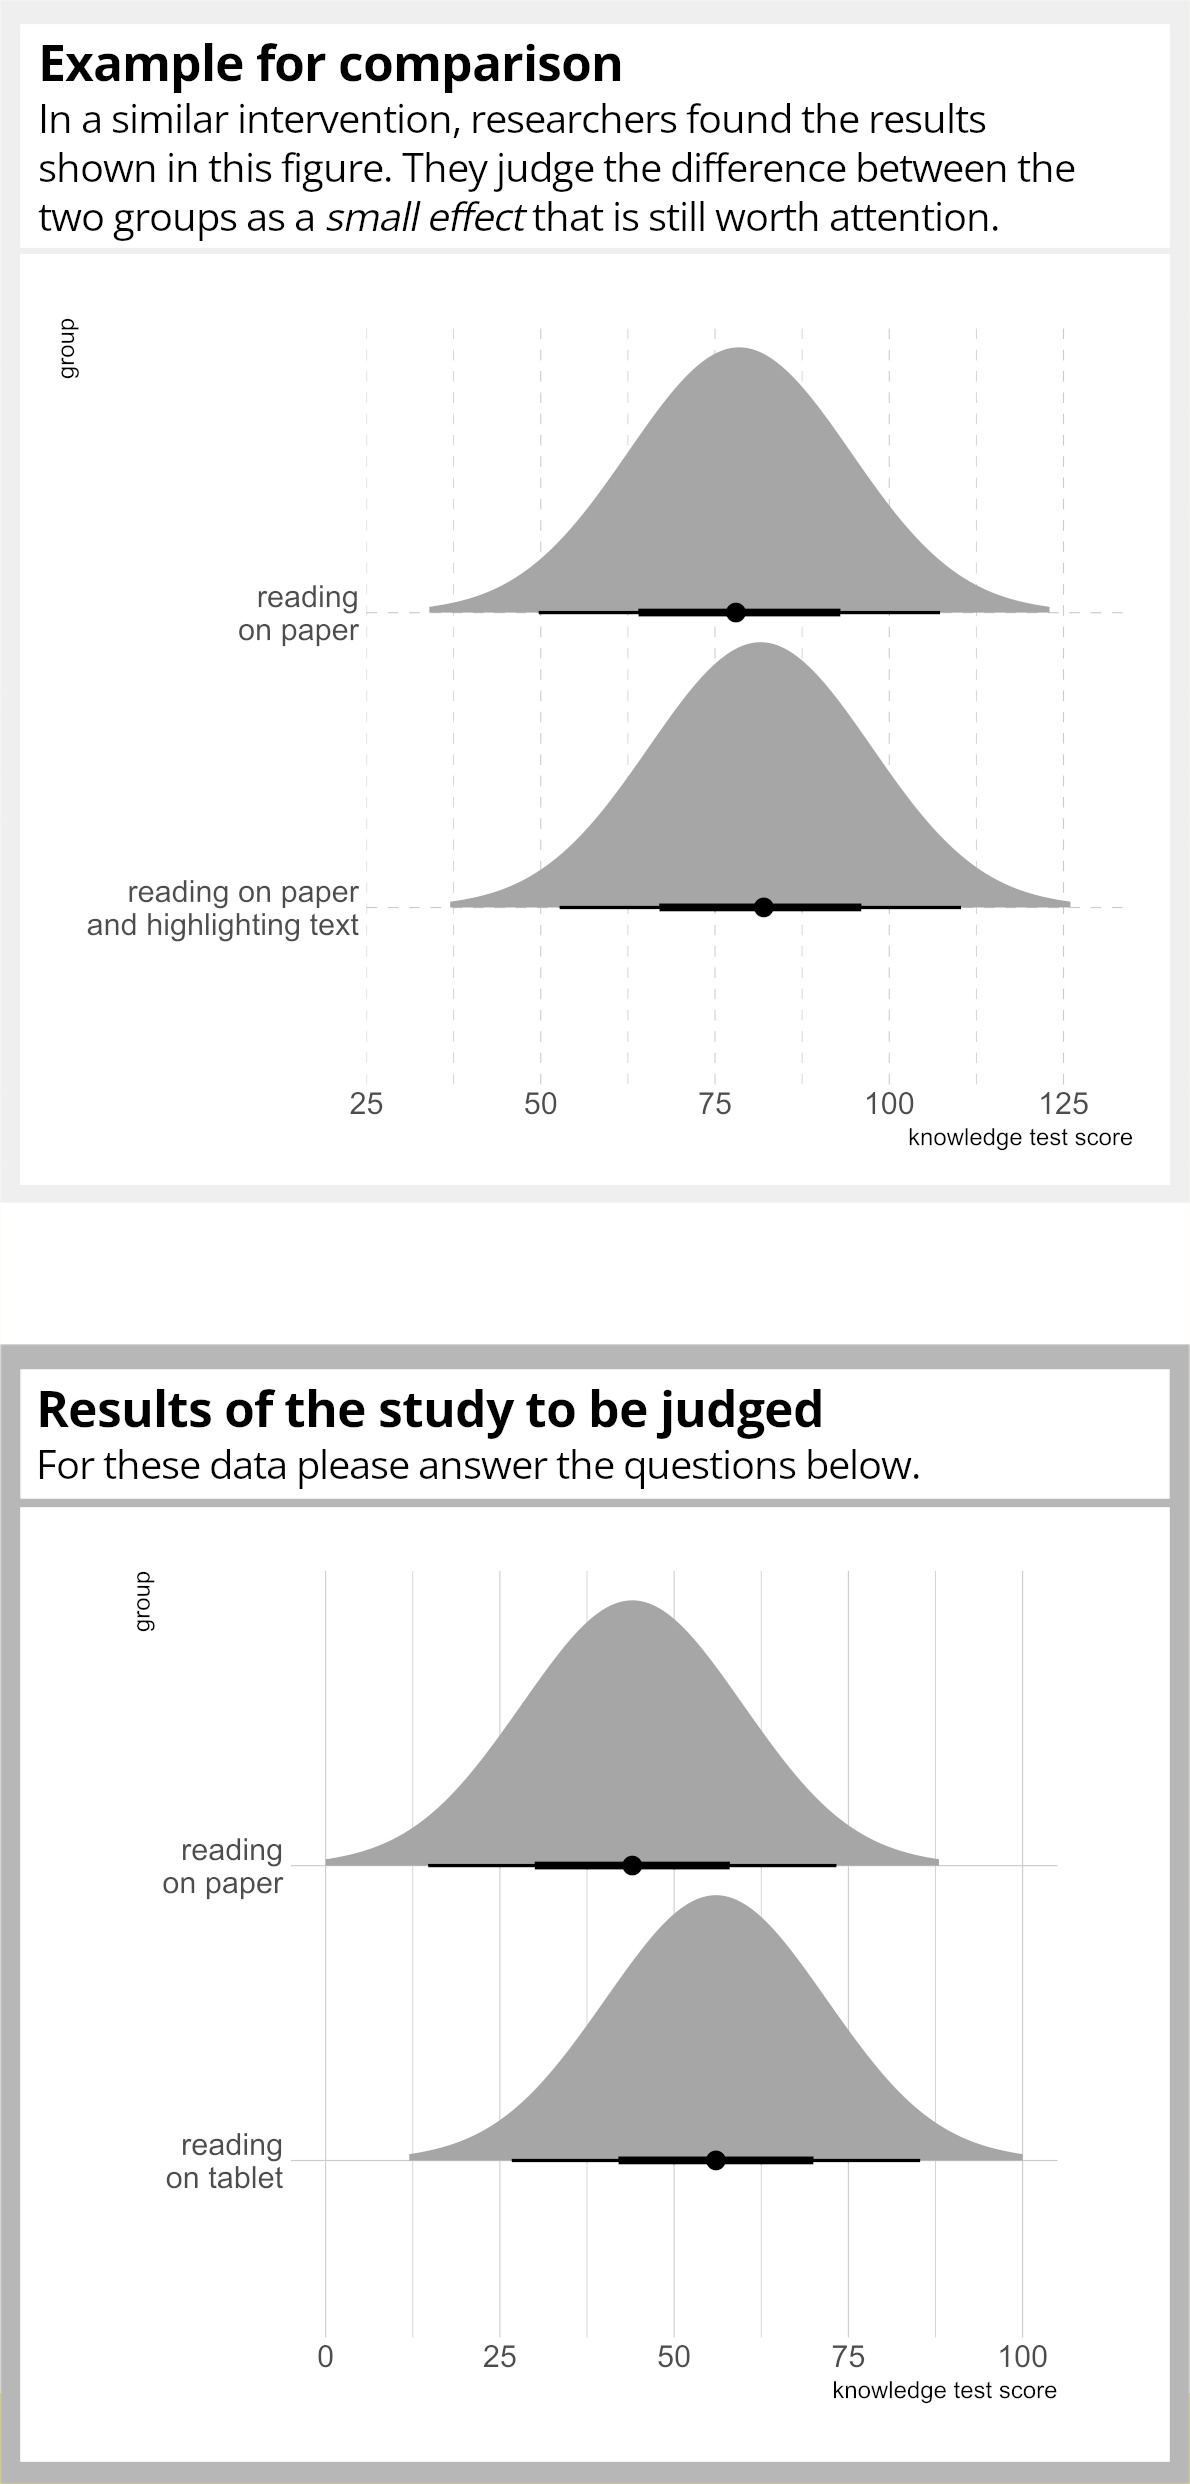 Example for comparison
In a similar intervention, researchers found the results
shown in this figure. They judge the difference between the
two groups as a small effect that is still worth attention.
group
reading
on paper
reading on paper
and highlighting text
25 50 75 100 125
knowledge test score
Results of the study to be judged
For these data please answer the questions below.
group
reading
on paper
reading
on tablet
0 25 50 75 100
knowledge test score